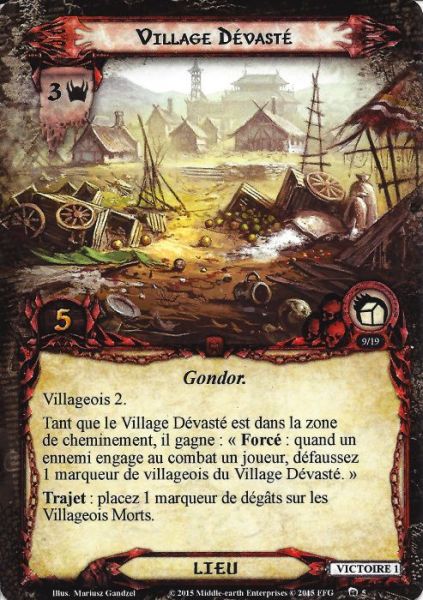 VILLAGE DÉVASTÉ
3
5
9/19
Gondor.
Villageois 2.
Tant que le Village Dévasté est dans la zone
de cheminement, il gagne : « Forcé : quand un
ennemi engage au combat un joueur, défaussez
1 marqueur de villageois du Village Dévasté. »
Trajet : placez 1 marqueur de dégâts sur les
Villageois Morts.
LIEU
VICTOIRE 1
Illus. Mariusz Gandzel © 2015 Middle-earth Enterprises © 2015 FFG 5